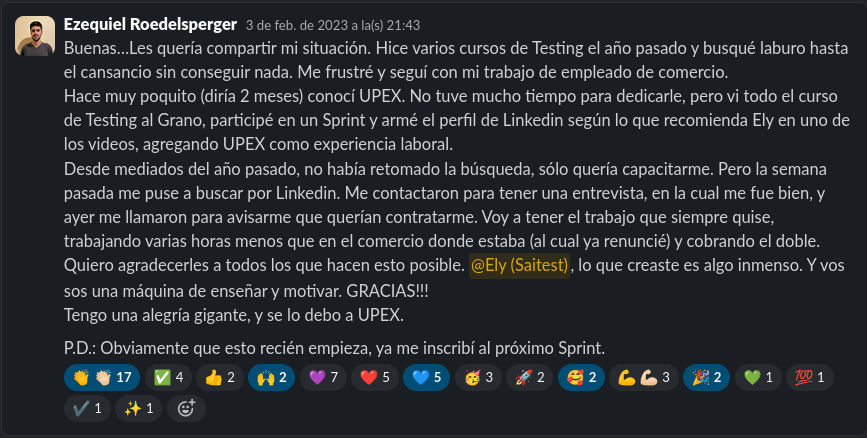 Ezequiel Roedelsperger 3 de feb. de 2023 a la(s) 21:43
Buenas...Les quería compartir mi situación. Hice varios cursos de Testing el año pasado y busqué laburo hasta
el cansancio sin conseguir nada. Me frustré y seguí con mi trabajo de empleado de comercio.
Hace muy poquito (diría 2 meses) conocí UPEX. No tuve mucho tiempo para dedicarle, pero vi todo el curso
de Testing al Grano, participé en un Sprint y armé el perfil de Linkedin según lo que recomienda Ely en uno de
los videos, agregando UPEX como experiencia laboral.
Desde mediados del año pasado, no había retomado la búsqueda, sólo quería capacitarme. Pero la semana
pasada me puse a buscar por Linkedin. Me contactaron para tener una entrevista, en la cual me fue bien, y
ayer me llamaron para avisarme que querían contratarme. Voy a tener el trabajo que siempre quise,
trabajando varias horas menos que en el comercio donde estaba (al cual ya renuncié) y cobrando el doble.
Quiero agradecerles a todos los que hacen esto posible. @Ely (Saitest), lo que creaste es algo inmenso. Y vos
sos una máquina de enseñar y motivar. GRACIAS!!!
Tengo una alegría gigante, y se lo debo a UPEX.
P.D.: Obviamente que esto recién empieza, ya me inscribí al próximo Sprint.
👏 👏🏻 17 ✅ 4 👍 2 🙌 2 💜 7 ❤️ 5 💙 5 🥳 3 🚀 2 🥰 2 💪 💪🏻 3 🎉 2 💚 1 💯 1
✔️ 1 ✨ 1